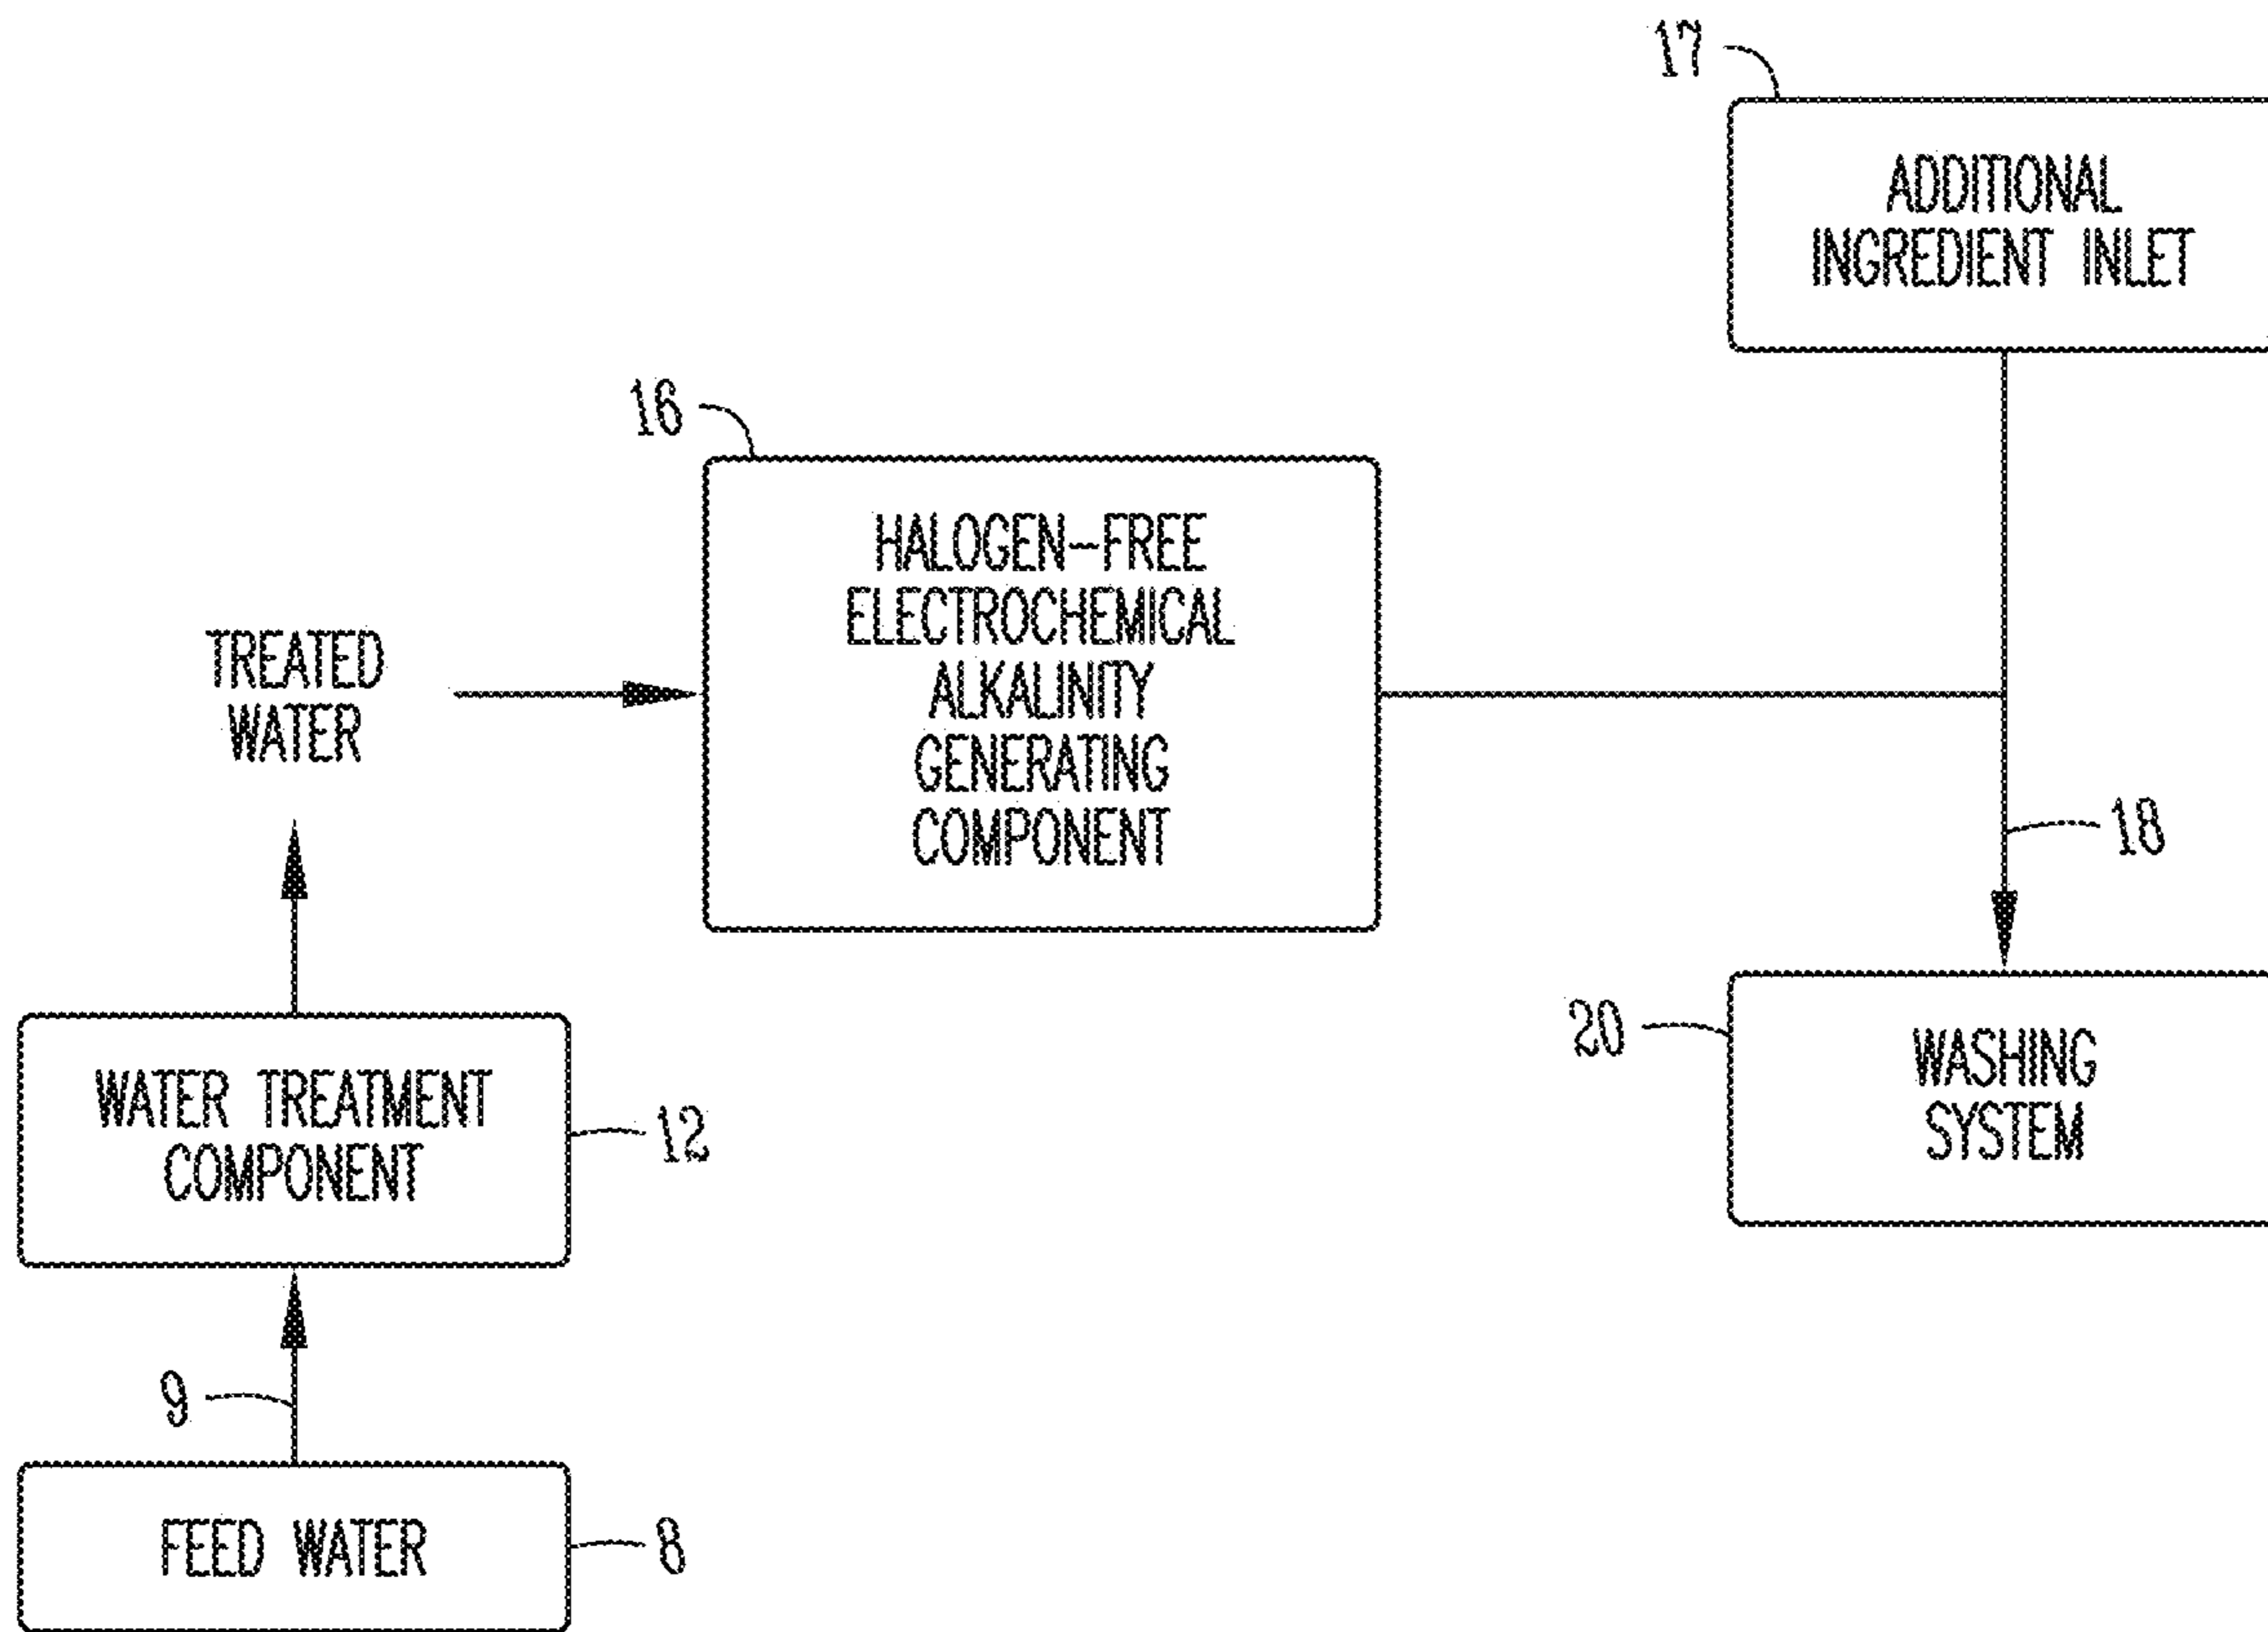 17
ADDITIONAL
INGREDIENT INLET
16
HALOGEN-FREE
ELECTROCHEMICAL
ALKALINITY
GENERATING
COMPONENT
TREATED
WATER
18
20
WASHING
SYSTEM
WATER TREATMENT
COMPONENT
12
9
FEED WATER
8